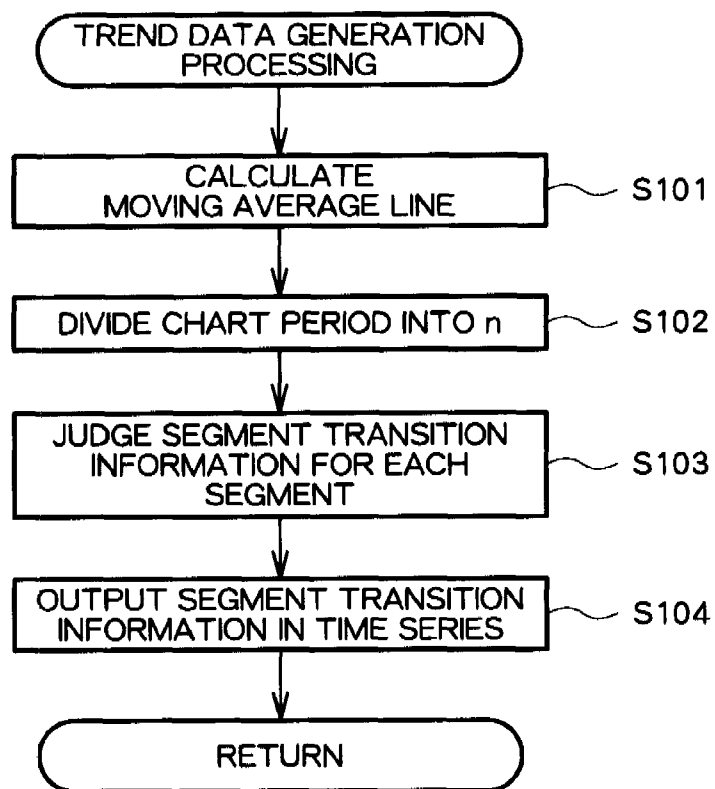 TREND DATA GENERATION
PROCESSING
CALCULATE
MOVING AVERAGE LINE
S101
DIVIDE CHART PERIOD INTO n
S102
JUDGE SEGMENT TRANSITION
INFORMATION FOR EACH
SEGMENT
S103
OUTPUT SEGMENT TRANSITION
INFORMATION IN TIME SERIES
S104
RETURN